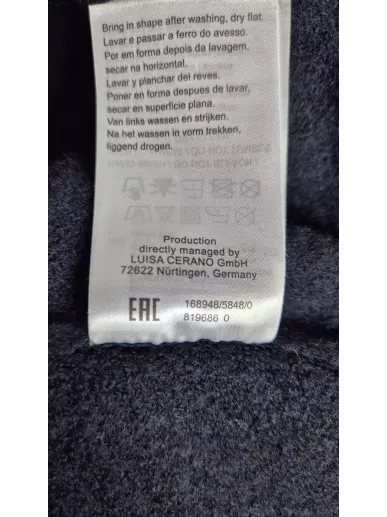 Bring in shape after washing, dry flat.
Lavar e passar a ferro do avesso.
Por em forma depois da lavagem,
secar na horizontal.
Lavar y planchar del reves.
Poner en forma despues de lavar,
secar en superficie plana.
Van links wassen en strijken.
Na het wassen in vorm trekken,
liggend drogen.
Production
directly managed by
LUISA CERANO GmbH
72622 Nürtingen, Germany
EAC
168948/5848/0
819686 0